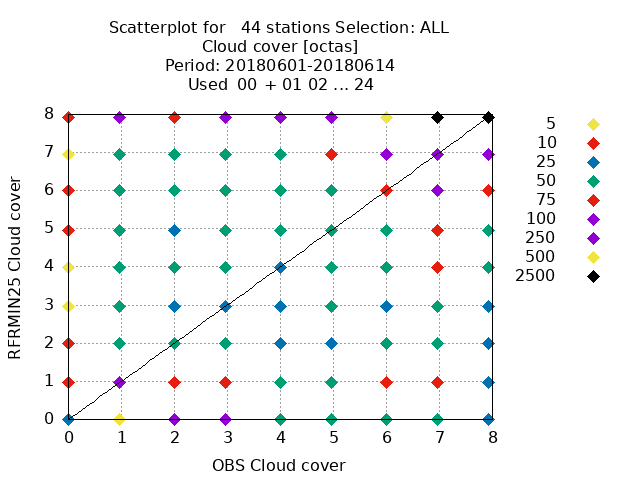 Scatterplot for   44 stations Selection: ALL
Cloud cover [octas]
Period: 20180601-20180614
Used  00 + 01 02 ... 24
8
7
6
5
4
3
2
1
0
0 1 2 3 4 5 6 7 8
RFRMIN25 Cloud cover
OBS Cloud cover
5
10
25
50
75
100
250
500
2500